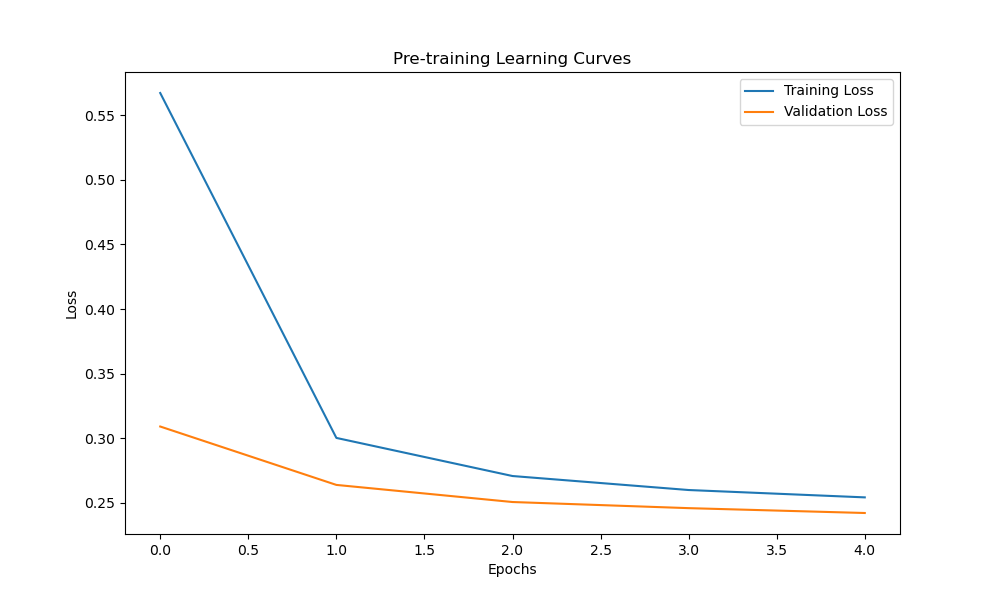 Pre-training Learning Curves
Training Loss
Validation Loss
Loss
0.55
0.50
0.45
0.40
0.35
0.30
0.25
0.0 0.5 1.0 1.5 2.0 2.5 3.0 3.5 4.0
Epochs